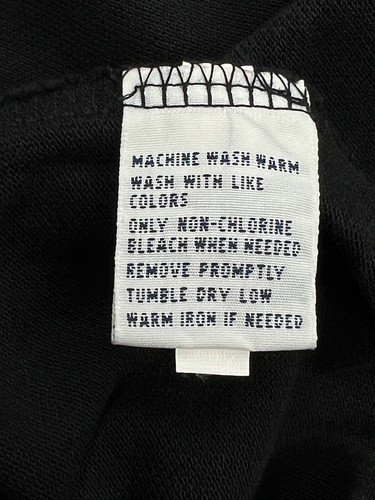 MACHINE WASH WARM
WASH WITH LIKE
COLORS
ONLY NON-CHLORINE
BLEACH WHEN NEEDED
REMOVE PROMPTLY
TUMBLE DRY LOW
WARM IRON IF NEEDED